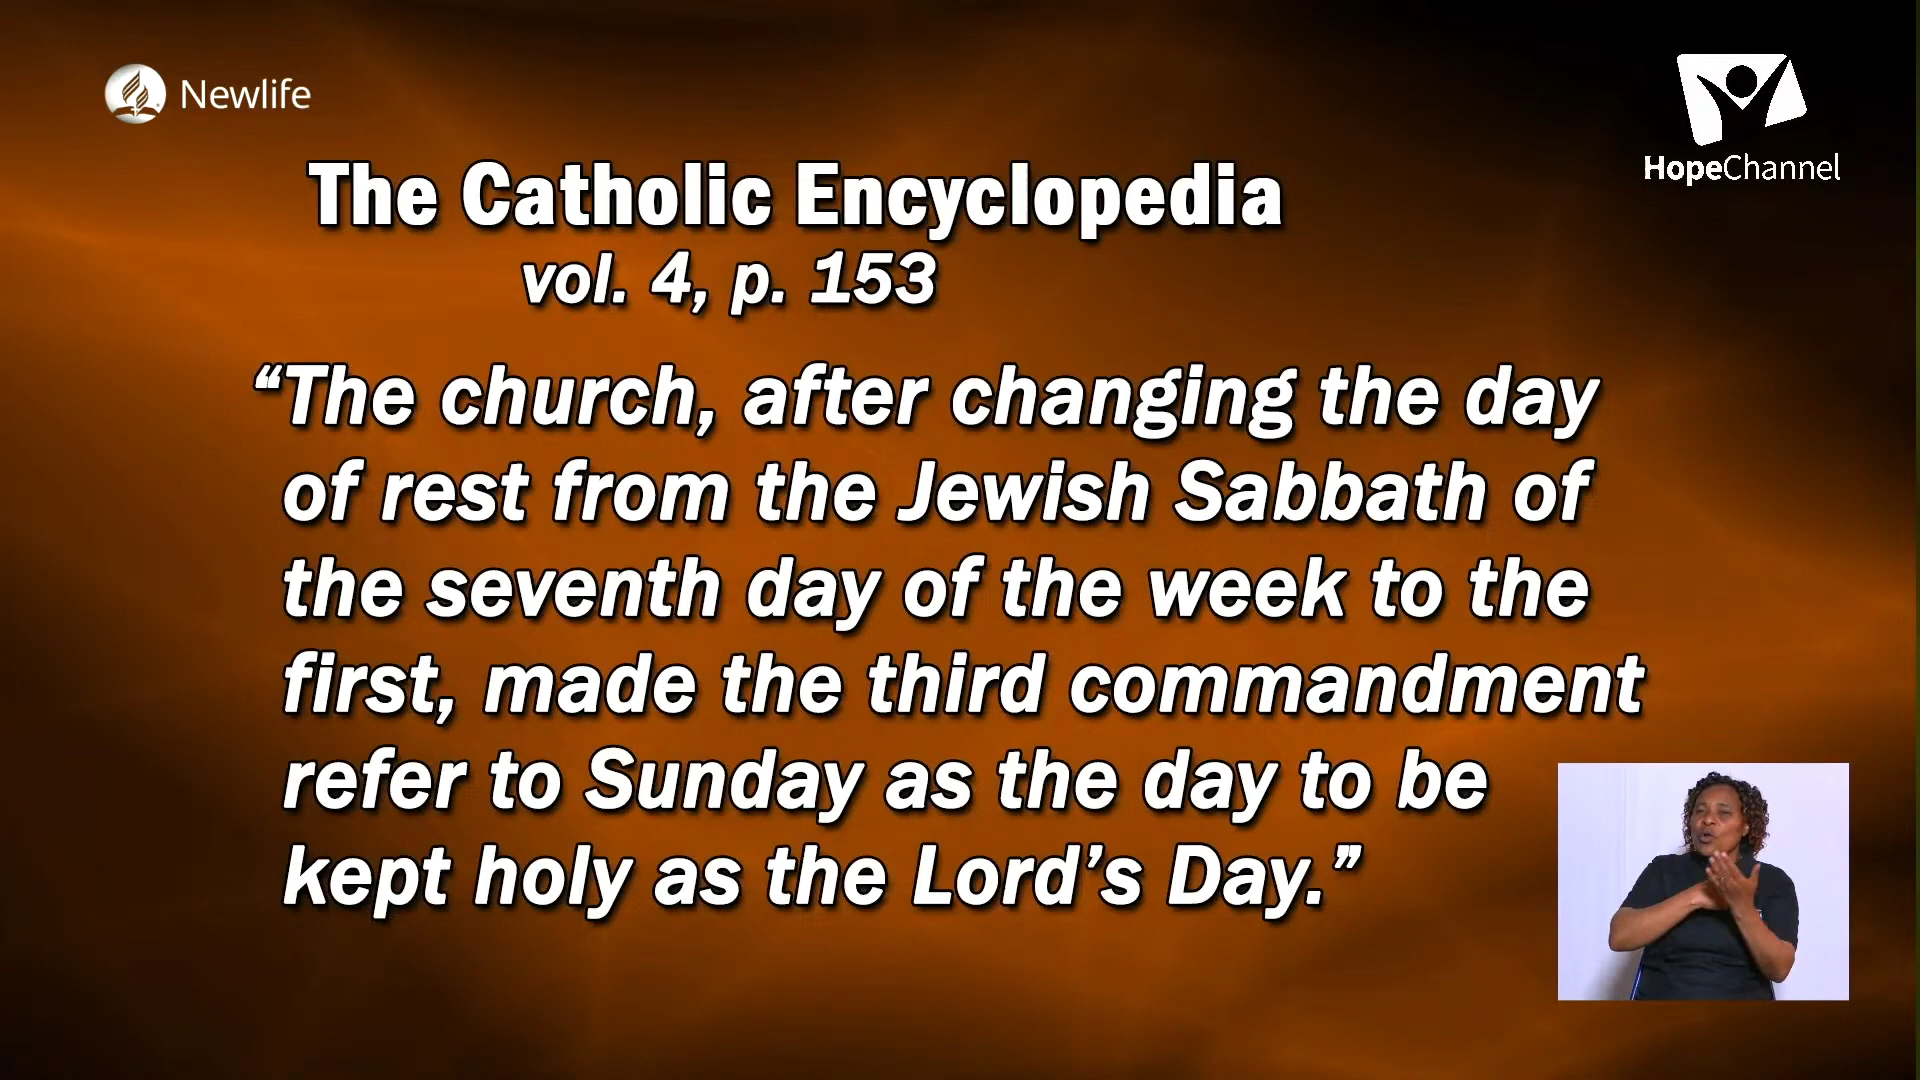 Newlife
HopeChannel
The Catholic Encyclopedia
vol. 4, p. 153
“The church, after changing the day
of rest from the Jewish Sabbath of
the seventh day of the week to the
first, made the third commandment
refer to Sunday as the day to be
kept holy as the Lord’s Day.”